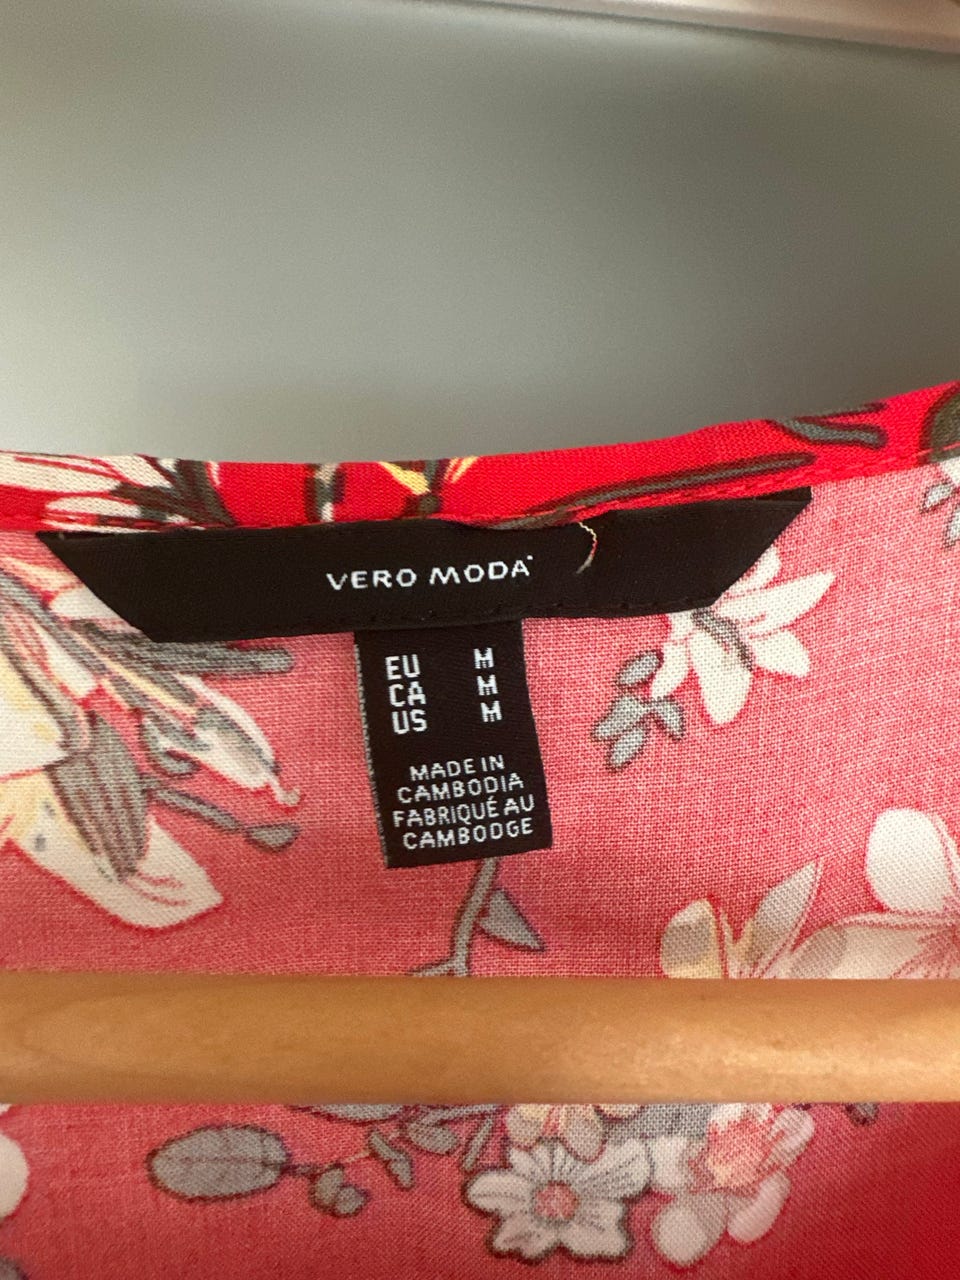 VERO MODA
EU M
CA M
US M
MADE IN
CAMBODIA
FABRIQUÉ AU
CAMBODGE